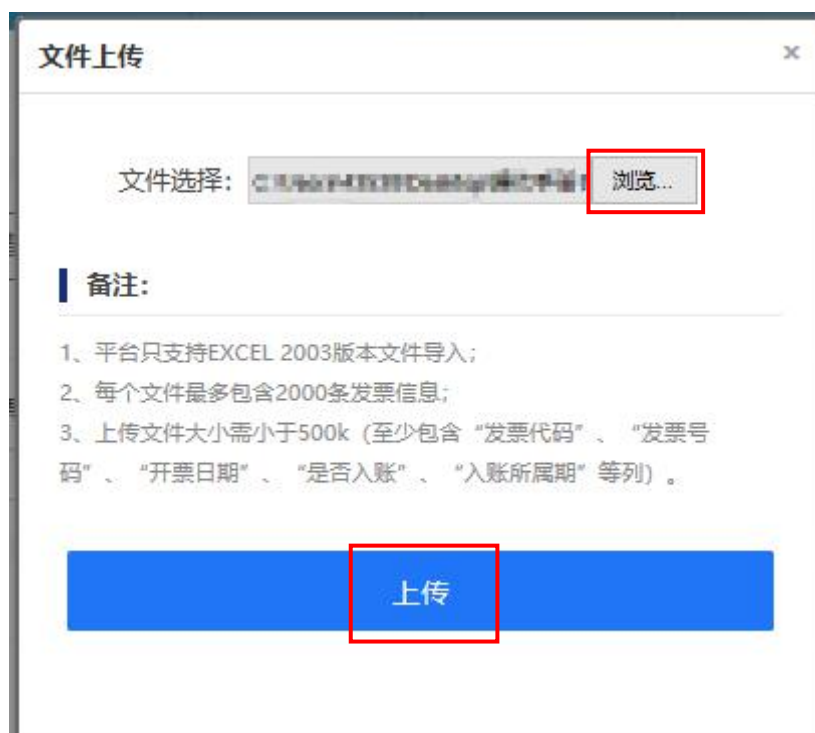 文件上传
×
文件选择： 浏览...
备注：
1、平台只支持EXCEL 2003版本文件导入；
2、每个文件最多包含2000条发票信息；
3、上传文件大小需小于500k（至少包含“发票代码”、“发票号
码”、“开票日期”、“是否入账”、“入账所属期”等列）。
上传